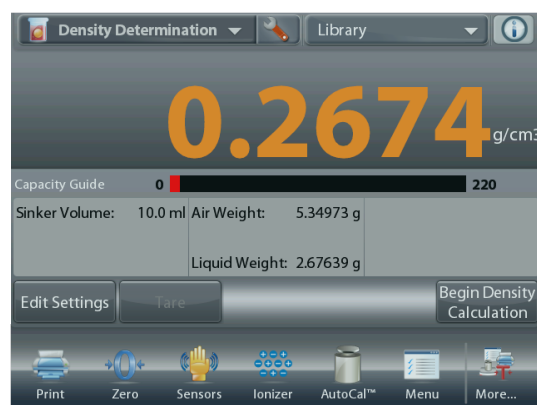 Density Determination
Library
0.2674 g/cm3
Capacity Guide 0 220
Sinker Volume: 10.0 ml Air Weight: 5.34973 g
Liquid Weight: 2.67639 g
Edit Settings Tare Begin Density
Calculation
Print Zero Sensors Ionizer AutoCal™ Menu More...